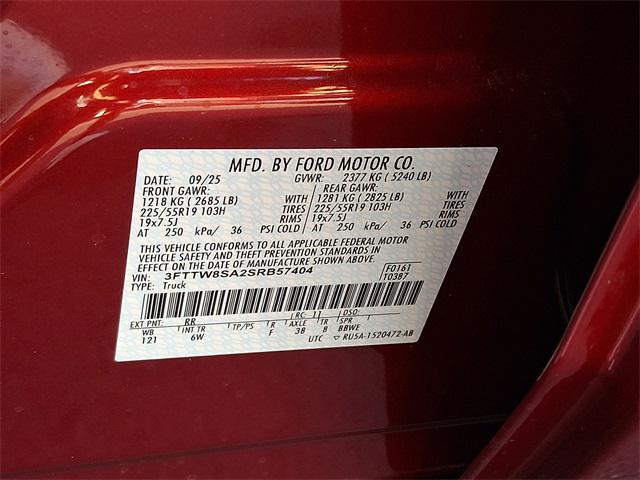 MFD. BY FORD MOTOR CO.
DATE: 09/25 GVWR: 2377 KG ( 5240 LB)
FRONT GAWR: REAR GAWR:
1218 KG ( 2685 LB) WITH 1281 KG ( 2825 LB) WITH
225/55R19 103H TIRES 225/55R19 103H TIRES
19x7.5J RIMS 19x7.5J RIMS
AT 250 kPa/ 36 PSI COLD AT 250 kPa/ 36 PSI COLD
THIS VEHICLE CONFORMS TO ALL APPLICABLE FEDERAL MOTOR
VEHICLE SAFETY AND THEFT PREVENTION STANDARDS IN
EFFECT ON THE DATE OF MANUFACTURE SHOWN ABOVE.
VIN: 3FTTW8SA2SRB57404 F0161
TYPE: Truck T0387
EXT PNT: RR RC: 11 DSO:
WB INT TR TP/PS R AXLE TR SPR
121 6W F 3B 8 BBWE
UTC ▽ RU5A-1520472-AB